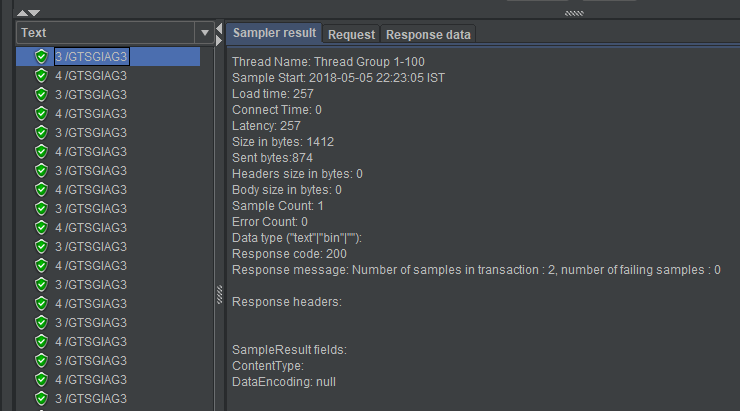 Text
Sampler result
Request
Response data
3 /GTSGIAG3
4 /GTSGIAG3
3 /GTSGIAG3
4 /GTSGIAG3
3 /GTSGIAG3
4 /GTSGIAG3
3 /GTSGIAG3
4 /GTSGIAG3
3 /GTSGIAG3
4 /GTSGIAG3
3 /GTSGIAG3
4 /GTSGIAG3
3 /GTSGIAG3
4 /GTSGIAG3
3 /GTSGIAG3
4 /GTSGIAG3
3 /GTSGIAG3
4 /GTSGIAG3
3 /GTSGIAG3
Thread Name: Thread Group 1-100
Sample Start: 2018-05-05 22:23:05 IST
Load time: 257
Connect Time: 0
Latency: 257
Size in bytes: 1412
Sent bytes:874
Headers size in bytes: 0
Body size in bytes: 0
Sample Count: 1
Error Count: 0
Data type ("text"|"bin"|""):
Response code: 200
Response message: Number of samples in transaction : 2, number of failing samples : 0
Response headers:
SampleResult fields:
ContentType:
DataEncoding: null